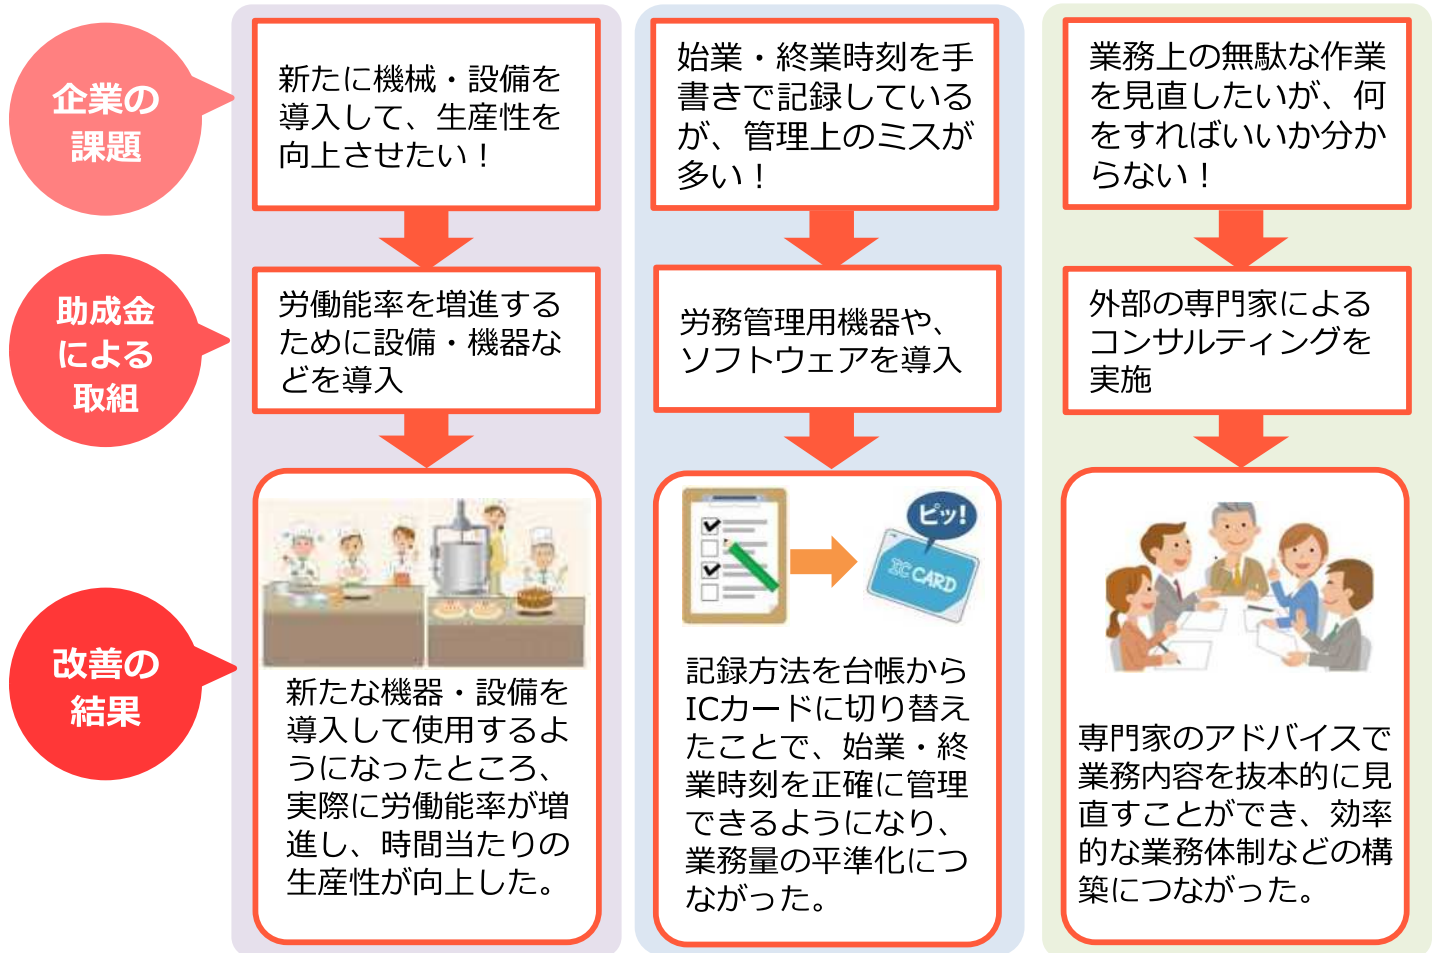 企業の
課題
新たに機械・設備を
導入して、生産性を
向上させたい！
始業・終業時刻を手
書きで記録している
が、管理上のミスが
多い！
業務上の無駄な作業
を見直したいが、何
をすればいいか分か
らない！
助成金
による
取組
労働能率を増進する
ために設備・機器な
どを導入
労務管理用機器や、
ソフトウェアを導入
外部の専門家による
コンサルティングを
実施
改善の
結果
新たな機器・設備を
導入して使用するよ
うになったところ、
実際に労働能率が増
進し、時間当たりの
生産性が向上した。
ピッ!
IC CARD
記録方法を台帳から
ICカードに切り替え
たことで、始業・終
業時刻を正確に管理
できるようになり、
業務量の平準化につ
ながった。
専門家のアドバイスで
業務内容を抜本的に見
直すことができ、効率
的な業務体制などの構
築につながった。